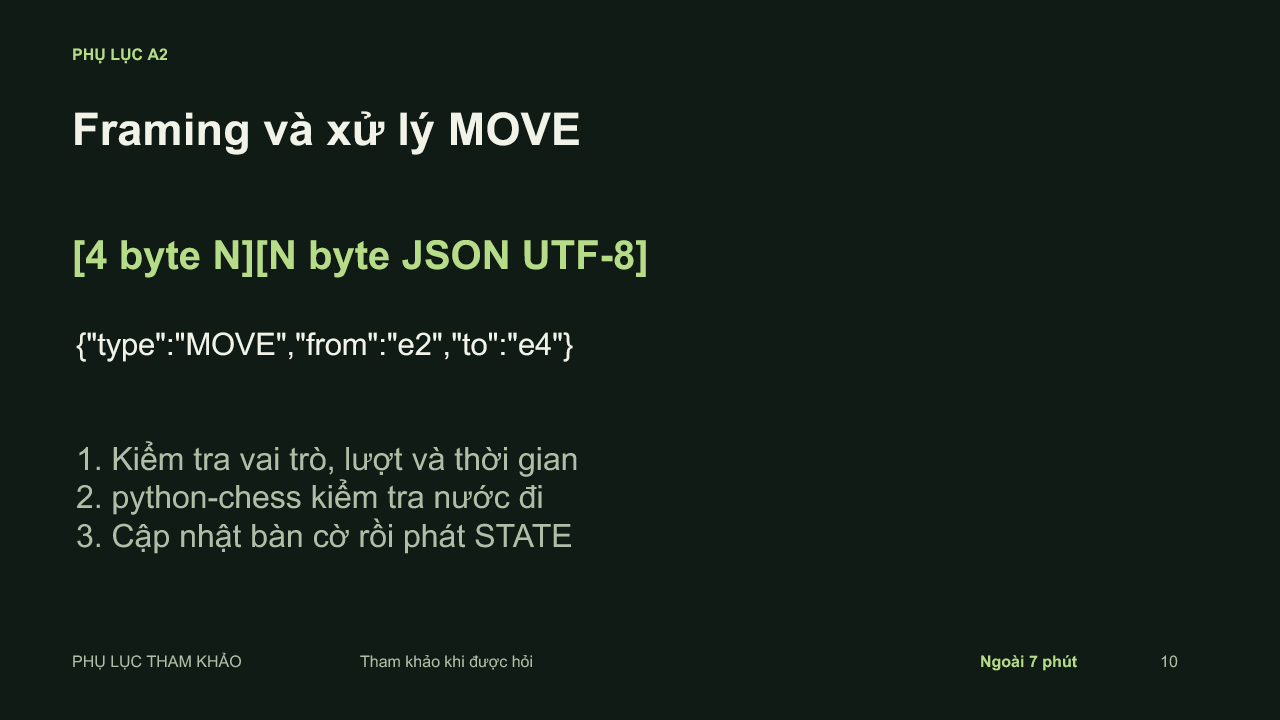 PHỤ LỤC A2
Framing và xử lý MOVE
[4 byte N][N byte JSON UTF-8]
{"type":"MOVE","from":"e2","to":"e4"}
1. Kiểm tra vai trò, lượt và thời gian
2. python-chess kiểm tra nước đi
3. Cập nhật bàn cờ rồi phát STATE
PHỤ LỤC THAM KHẢO
Tham khảo khi được hỏi
Ngoài 7 phút
10